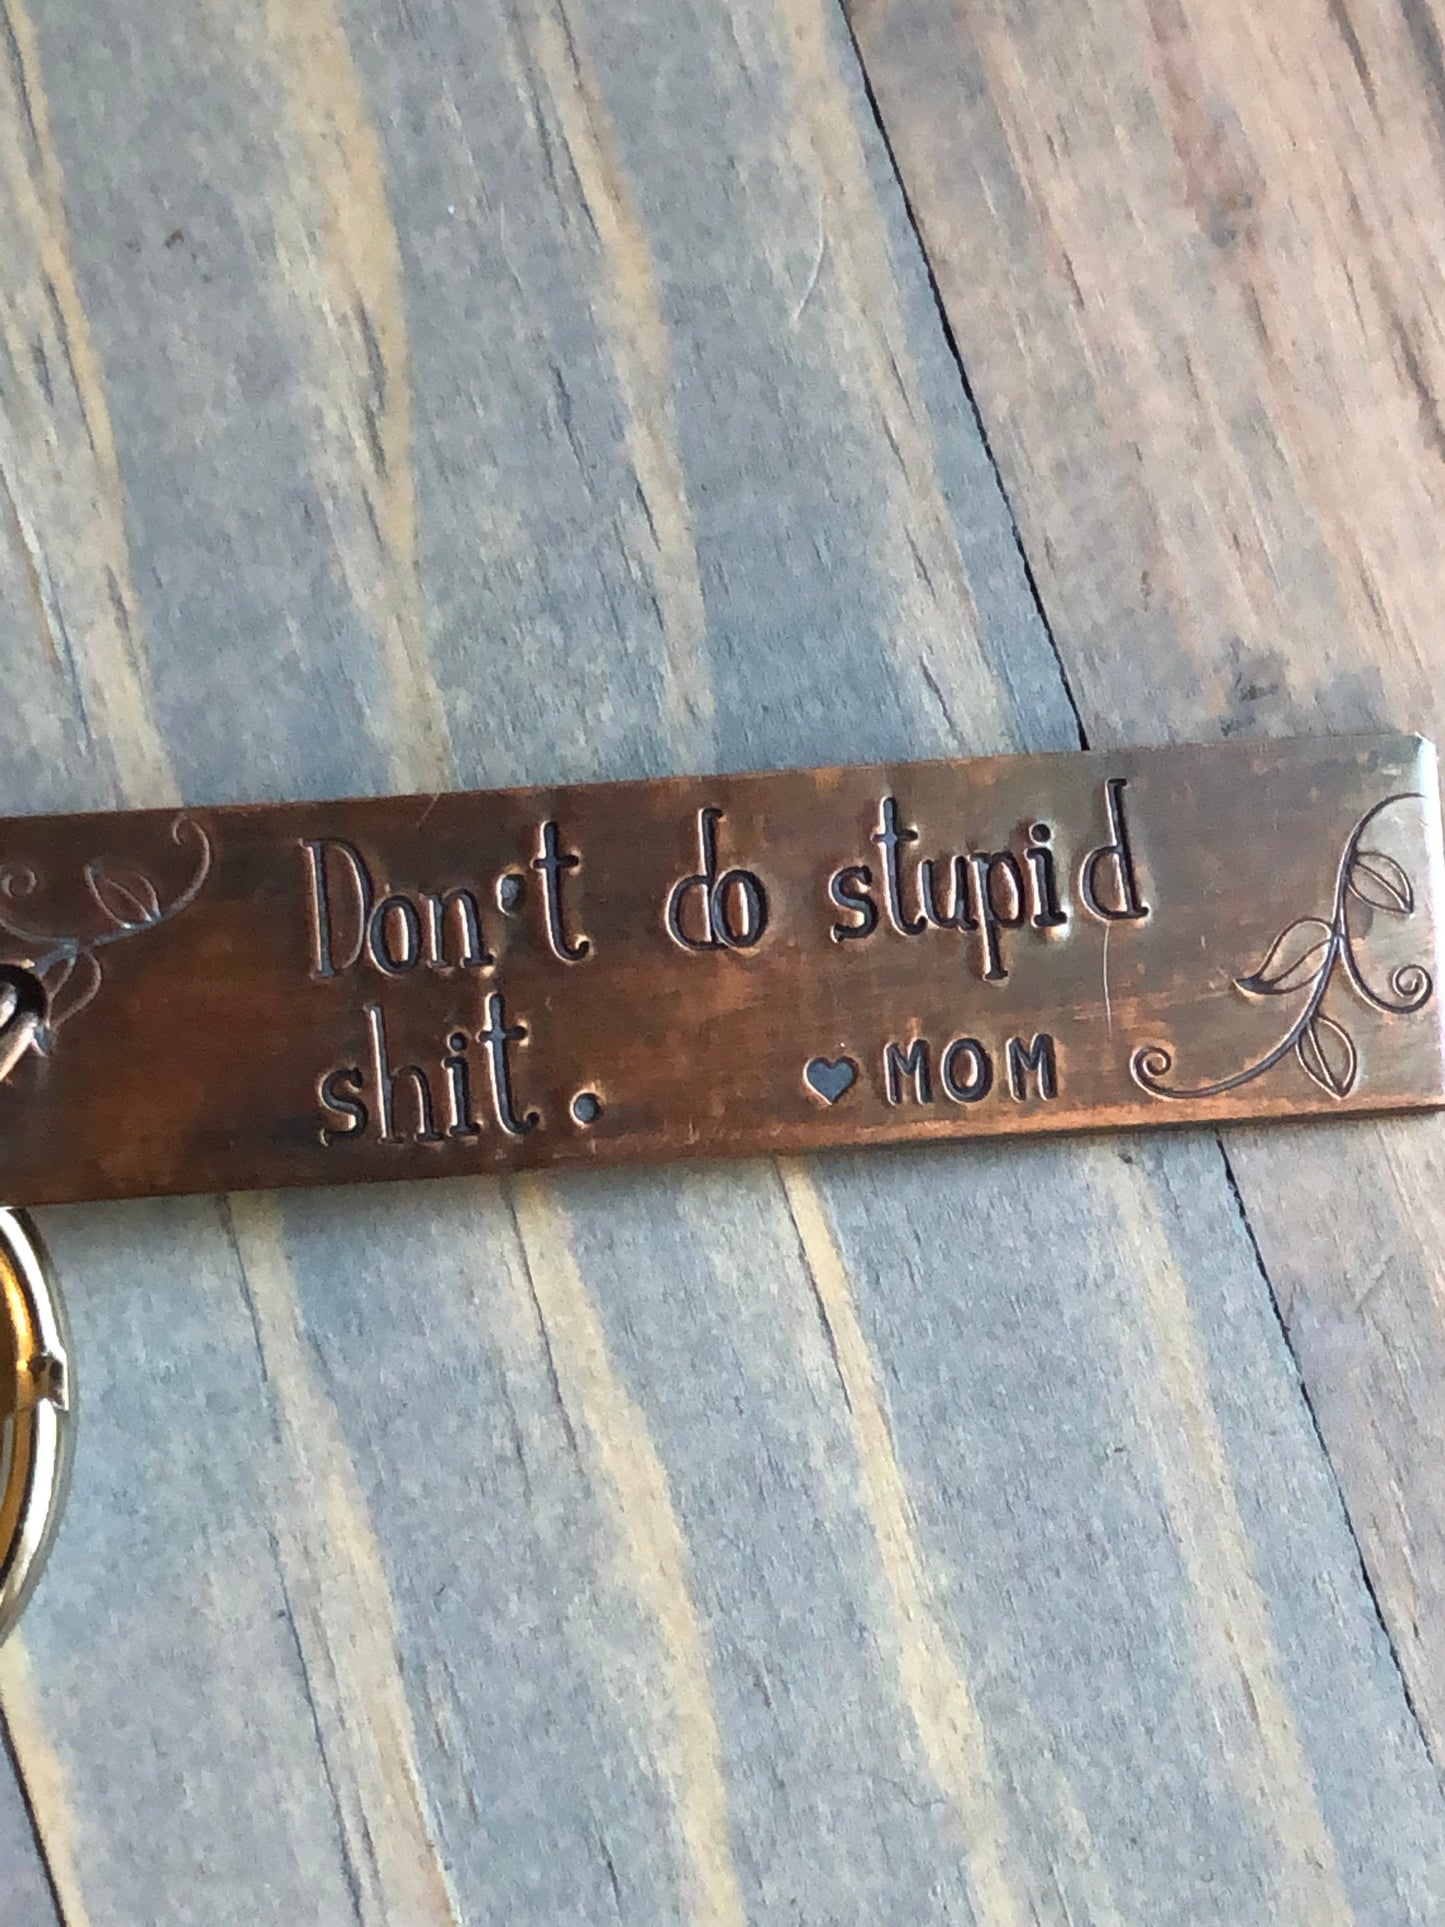 Don't do stupid
shit. ♥ MOM